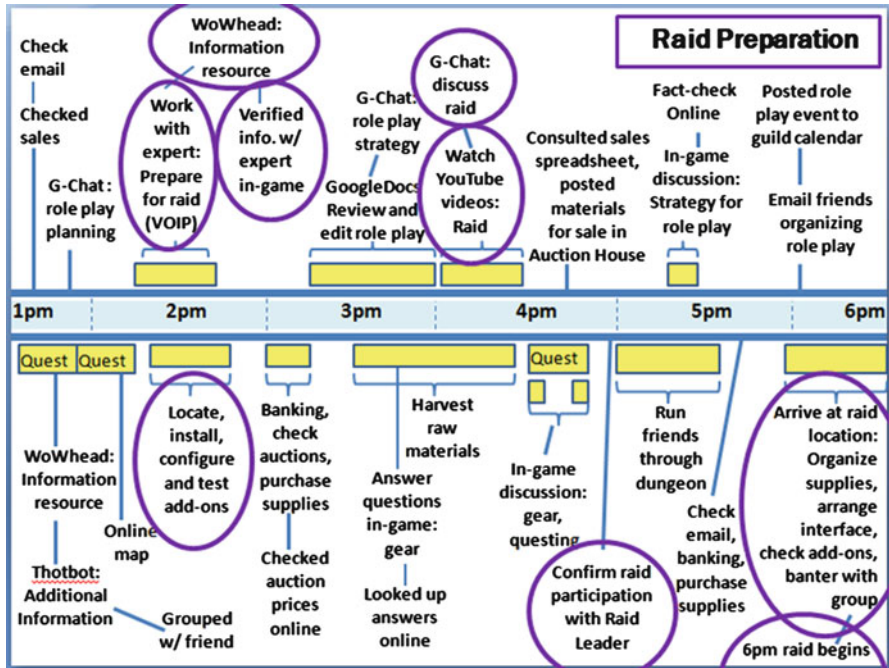 Raid Preparation
Check
email
Checked
sales
G-Chat :
role play
planning
WoWhead:
Information
resource
Work
with
expert:
Prepare
for raid
(VOIP)
Verified
info. w/
expert
in-game
G-Chat:
role play
strategy
GoogleDocs
Review and
edit role play
G-Chat:
discuss
raid
Watch
YouTube
videos:
Raid
Consulted sales
spreadsheet,
posted
materials
for sale in
Auction House
Fact-check
Online
In-game
discussion:
Strategy for
role play
Posted role
play event to
guild calendar
Email friends
organizing
role play
1pm 2pm 3pm 4pm 5pm 6pm
Quest
Quest
WoWhead:
Information
resource
Thotbot:
Additional
Information
Online
map
Grouped
w/ friend
Locate,
install,
configure
and test
add-ons
Banking,
check
auctions,
purchase
supplies
Checked
auction
prices
online
Harvest
raw
materials
Answer
questions
in-game:
gear
Looked up
answers
online
Quest
In-game
discussion:
gear,
questing
Confirm raid
participation
with Raid
Leader
Run
friends
through
dungeon
Check
email,
banking,
purchase
supplies
Arrive at raid
location:
Organize
supplies,
arrange
interface,
check add-ons,
banter with
group
6pm raid begins